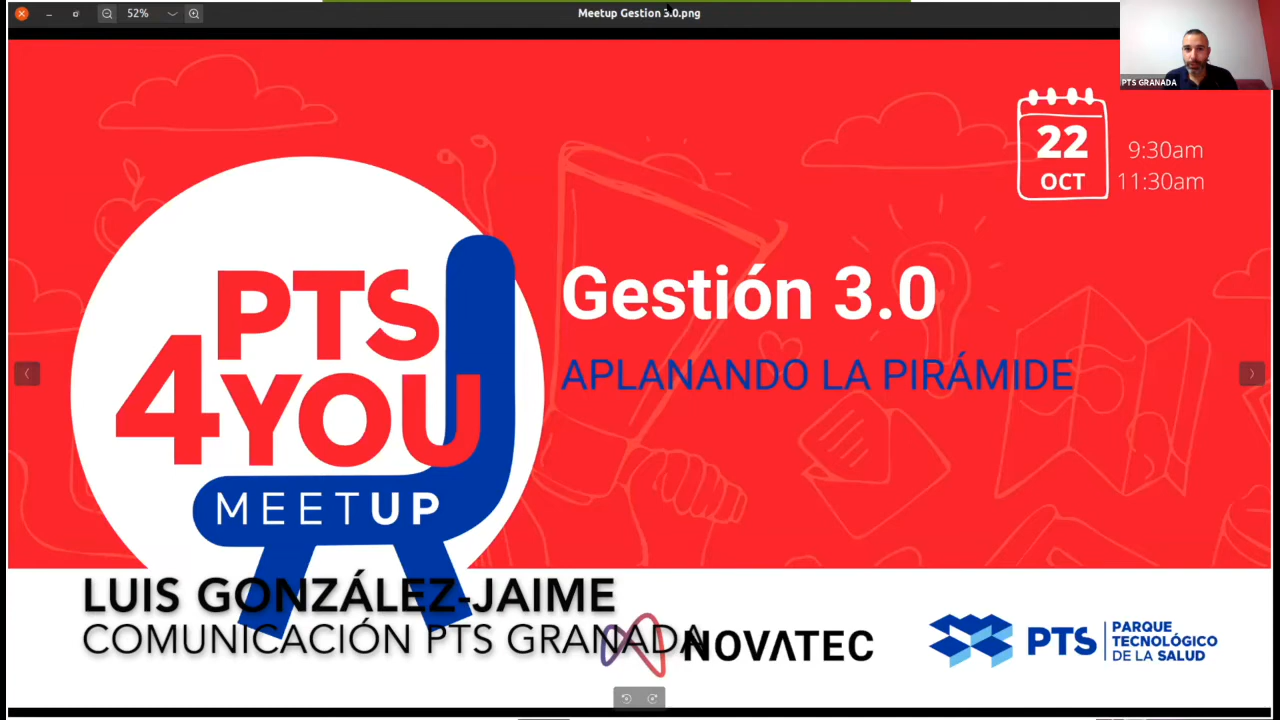 52%
Meetup Gestion 3.0.png
PTS GRANADA
22
OCT
9:30am
11:30am
PTS
4YOU
MEETUP
Gestión 3.0
APLANANDO LA PIRÁMIDE
LUIS GONZÁLEZ-JAIME
COMUNICACIÓN PTS GRANADA
NOVATEC
PTS
PARQUE
TECNOLÓGICO
DE LA SALUD